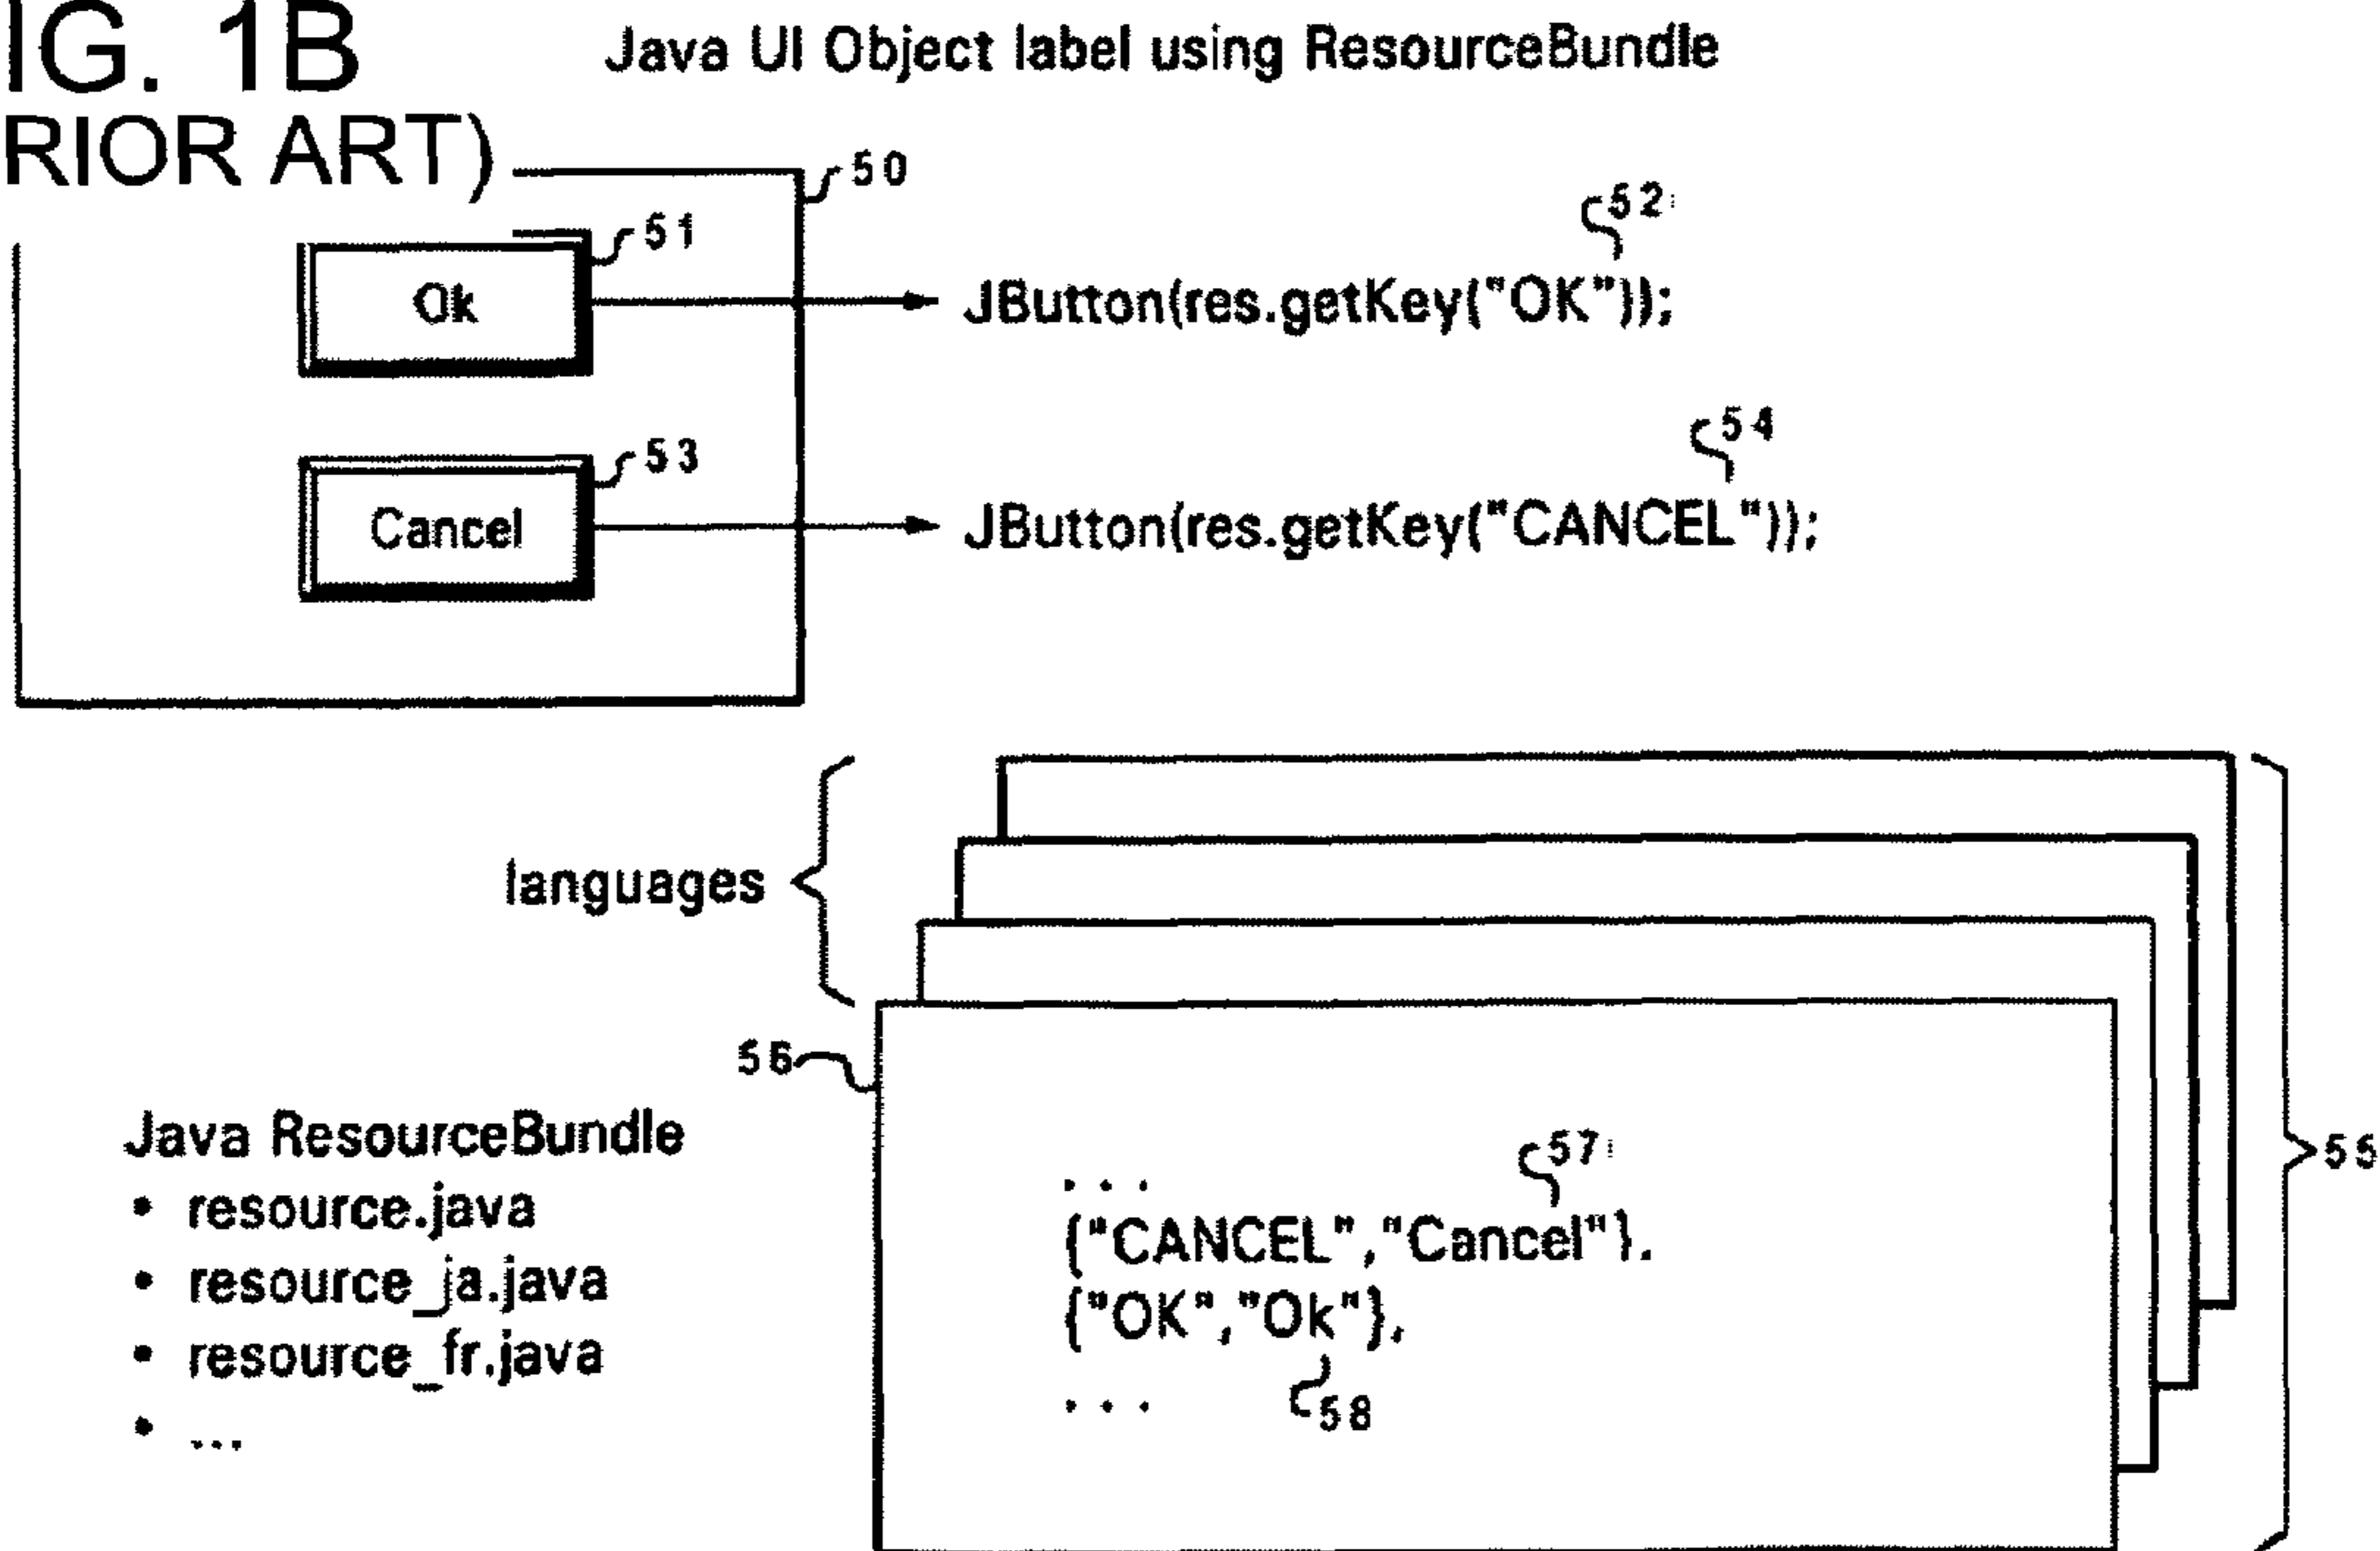 IG. 1B
RIOR ART)
Java UI Object label using ResourceBundle
50
51
52
Ok
JButton(res.getKey("OK"));
53
54
Cancel
JButton(res.getKey("CANCEL"));
languages
56
55
Java ResourceBundle
• resource.java
• resource_ja.java
• resource_fr.java
• ...
. . .
57
{"CANCEL","Cancel"}.
{"OK","Ok"},
. . .
58